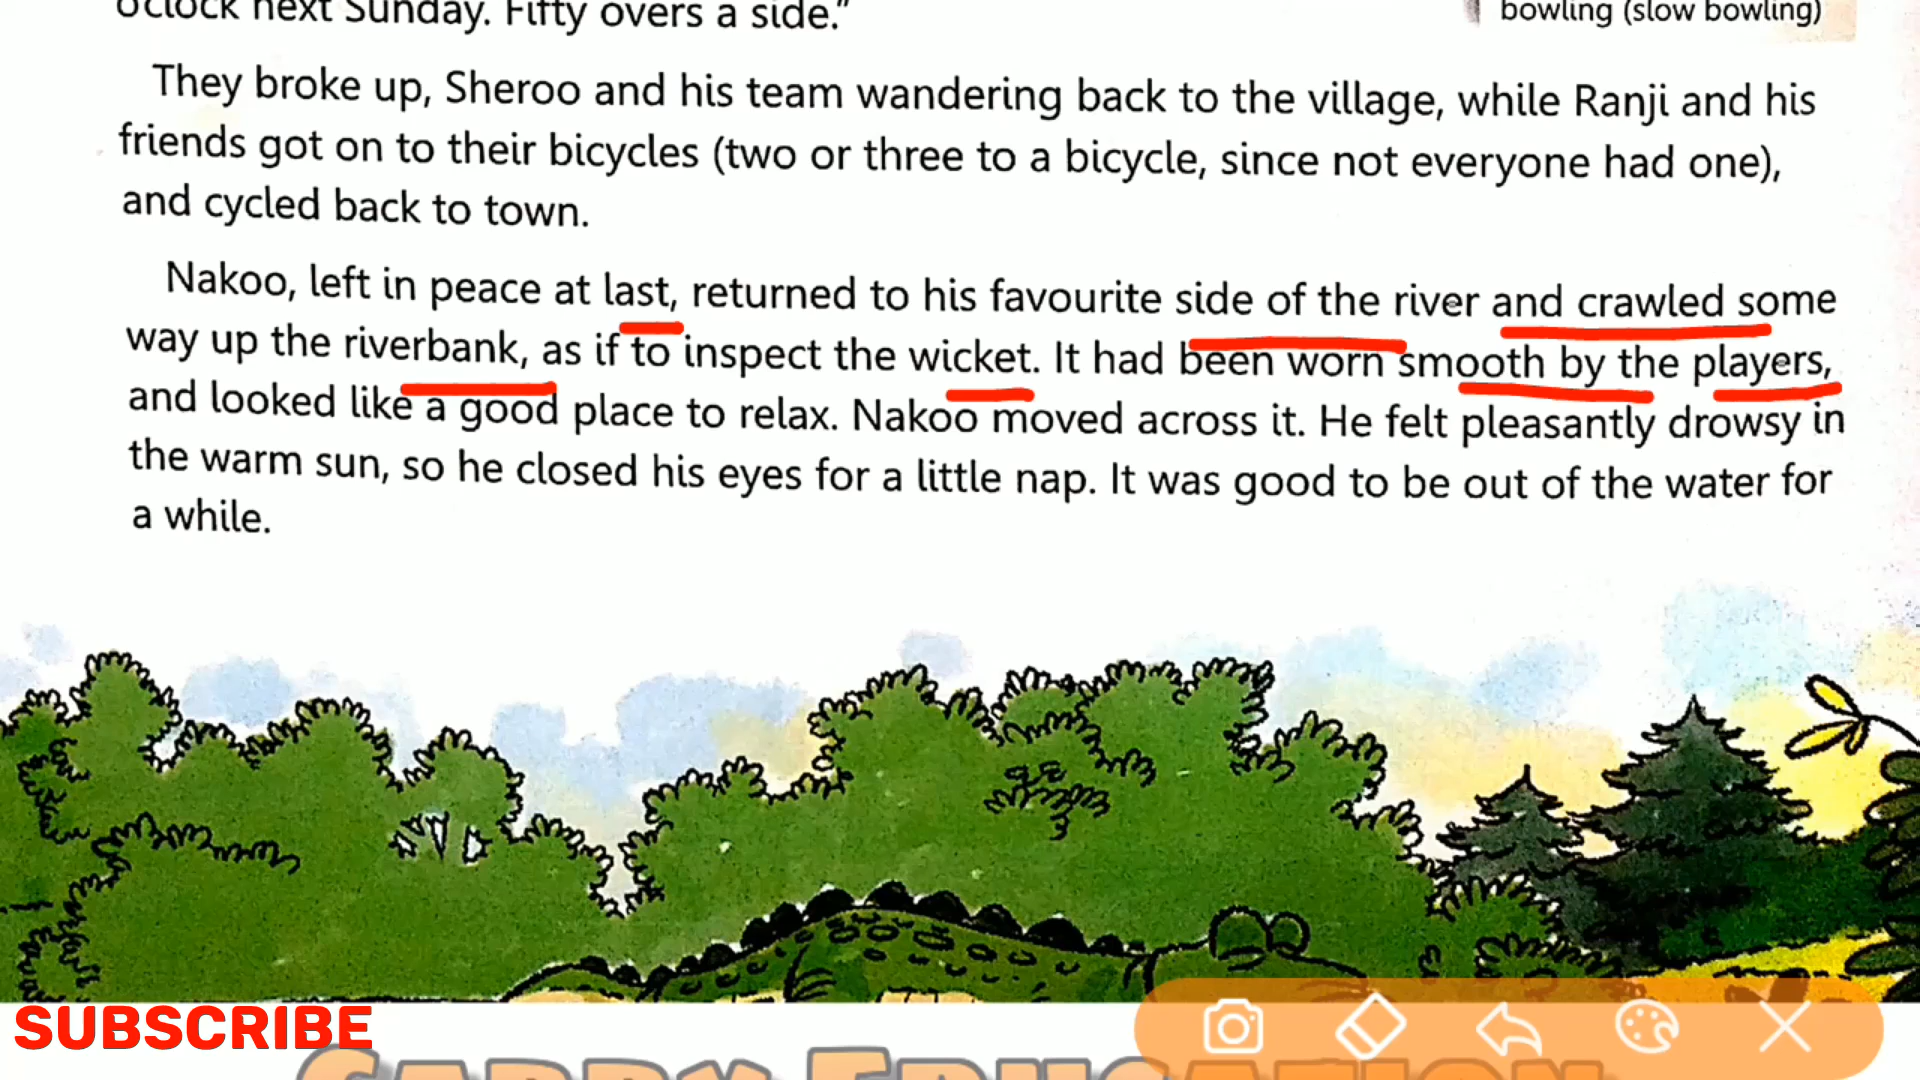 o'clock next Sunday. Fifty overs a side."
bowling (slow bowling)
They broke up, Sheroo and his team wandering back to the village, while Ranji and his
friends got on to their bicycles (two or three to a bicycle, since not everyone had one),
and cycled back to town.
Nakoo, left in peace at last, returned to his favourite side of the river and crawled some
way up the riverbank, as if to inspect the wicket. It had been worn smooth by the players,
and looked like a good place to relax. Nakoo moved across it. He felt pleasantly drowsy in
the warm sun, so he closed his eyes for a little nap. It was good to be out of the water for
a while.
SUBSCRIBE
CARRY EDUCATION